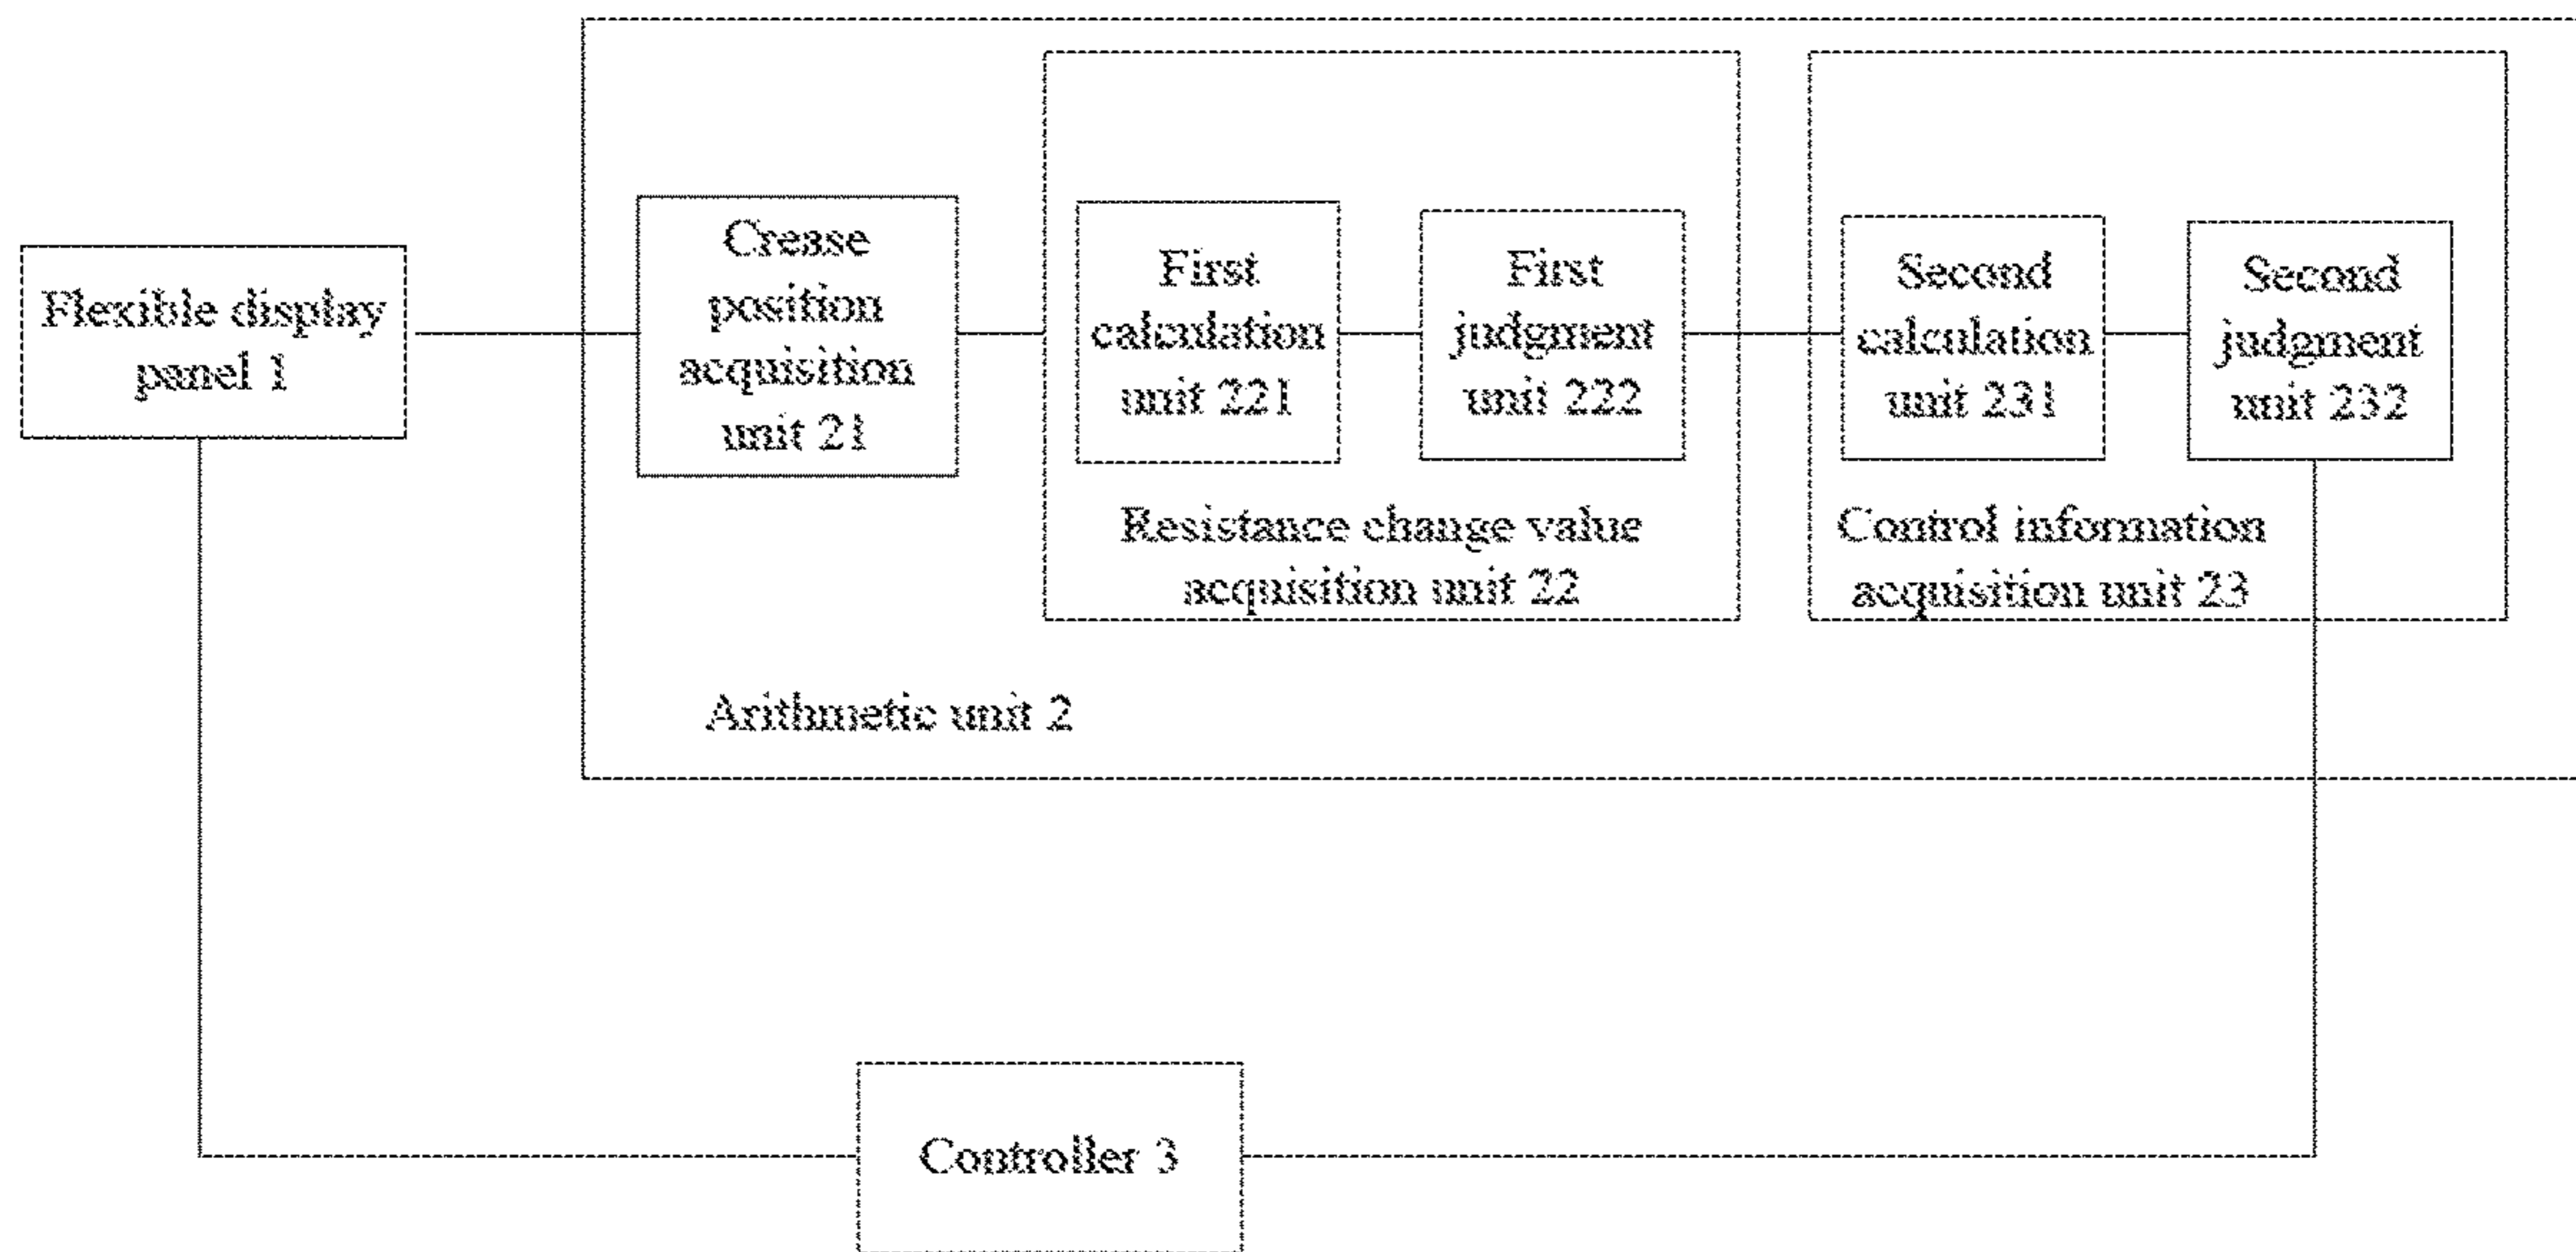 Flexible display
panel 1
Crease
position
acquisition
unit 21
First
calculation
unit 221
First
judgment
unit 222
Resistance change value
acquisition unit 22
Second
calculation
unit 231
Second
judgment
unit 232
Control information
acquisition unit 23
Arithmetic unit 2
Controller 3